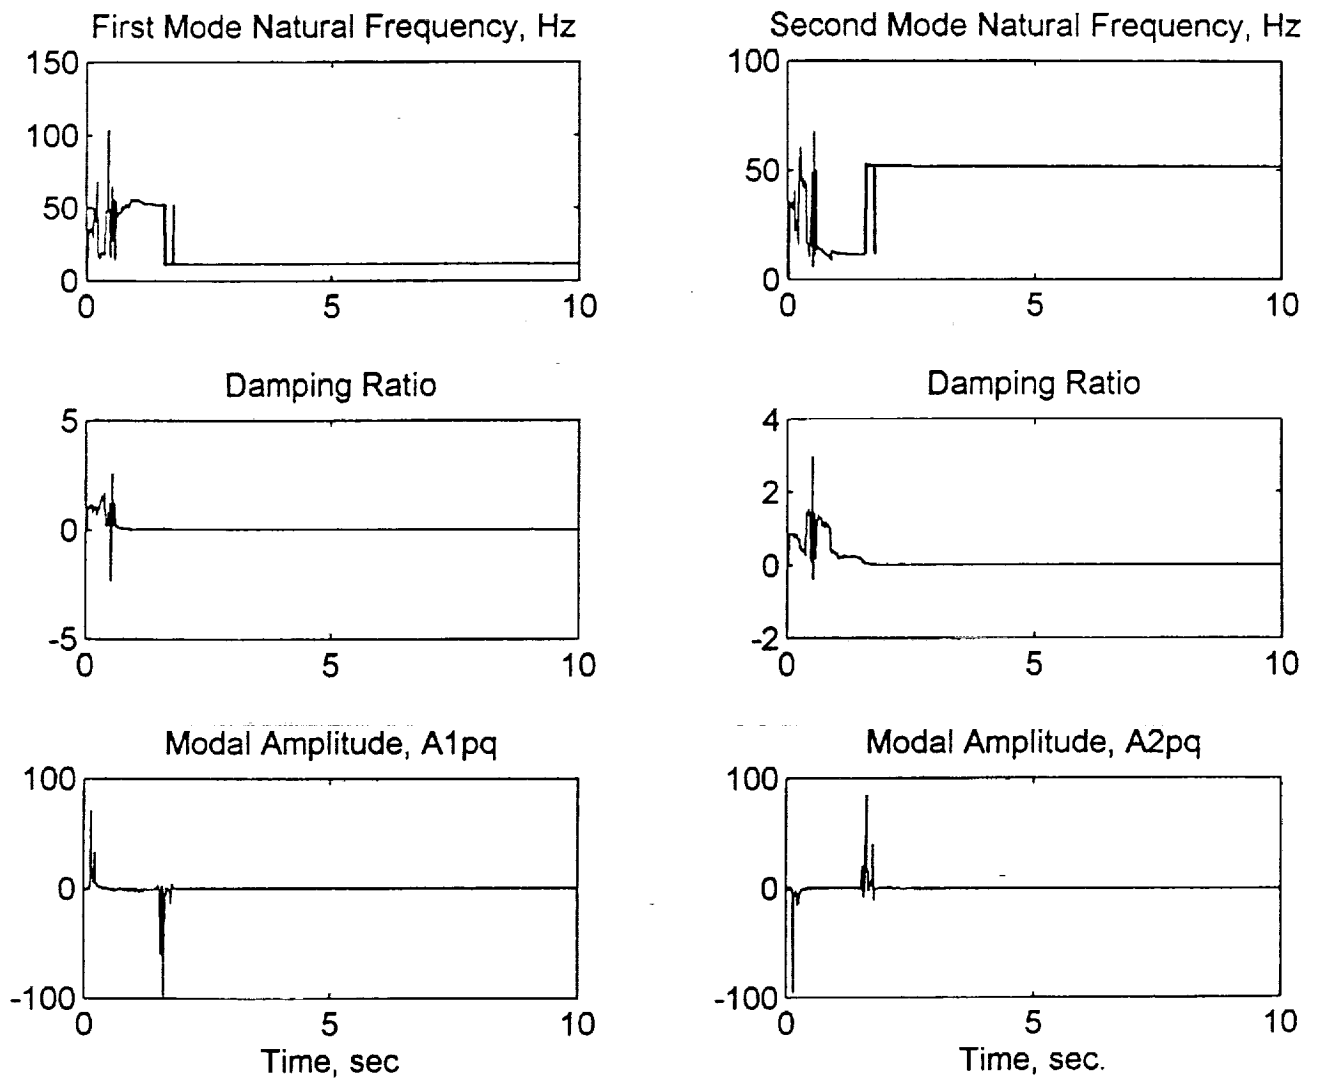 First Mode Natural Frequency, Hz
150
100
50
0
0 5 10
Second Mode Natural Frequency, Hz
100
50
0
0 5 10
Damping Ratio
5
0
-5
0 5 10
Damping Ratio
4
2
0
-2
0 5 10
Modal Amplitude, A1pq
100
0
-100
0 5 10
Time, sec
Modal Amplitude, A2pq
100
0
-100
0 5 10
Time, sec.